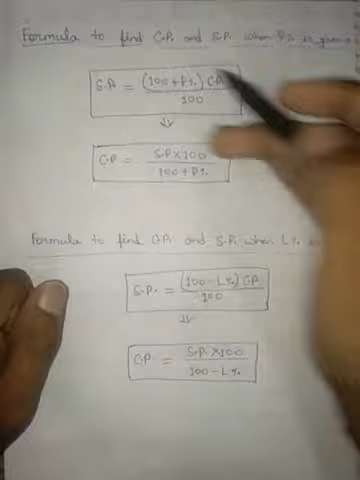 Formula to find C.P. and S.P. when P% is given
S.P. = (100 + P%) C.P.
100
C.P. = S.P. × 100
100 + P%
Formula to find C.P. and S.P. when L% is
S.P. = (100 - L%) C.P.
100
C.P. = S.P. × 100
100 - L%